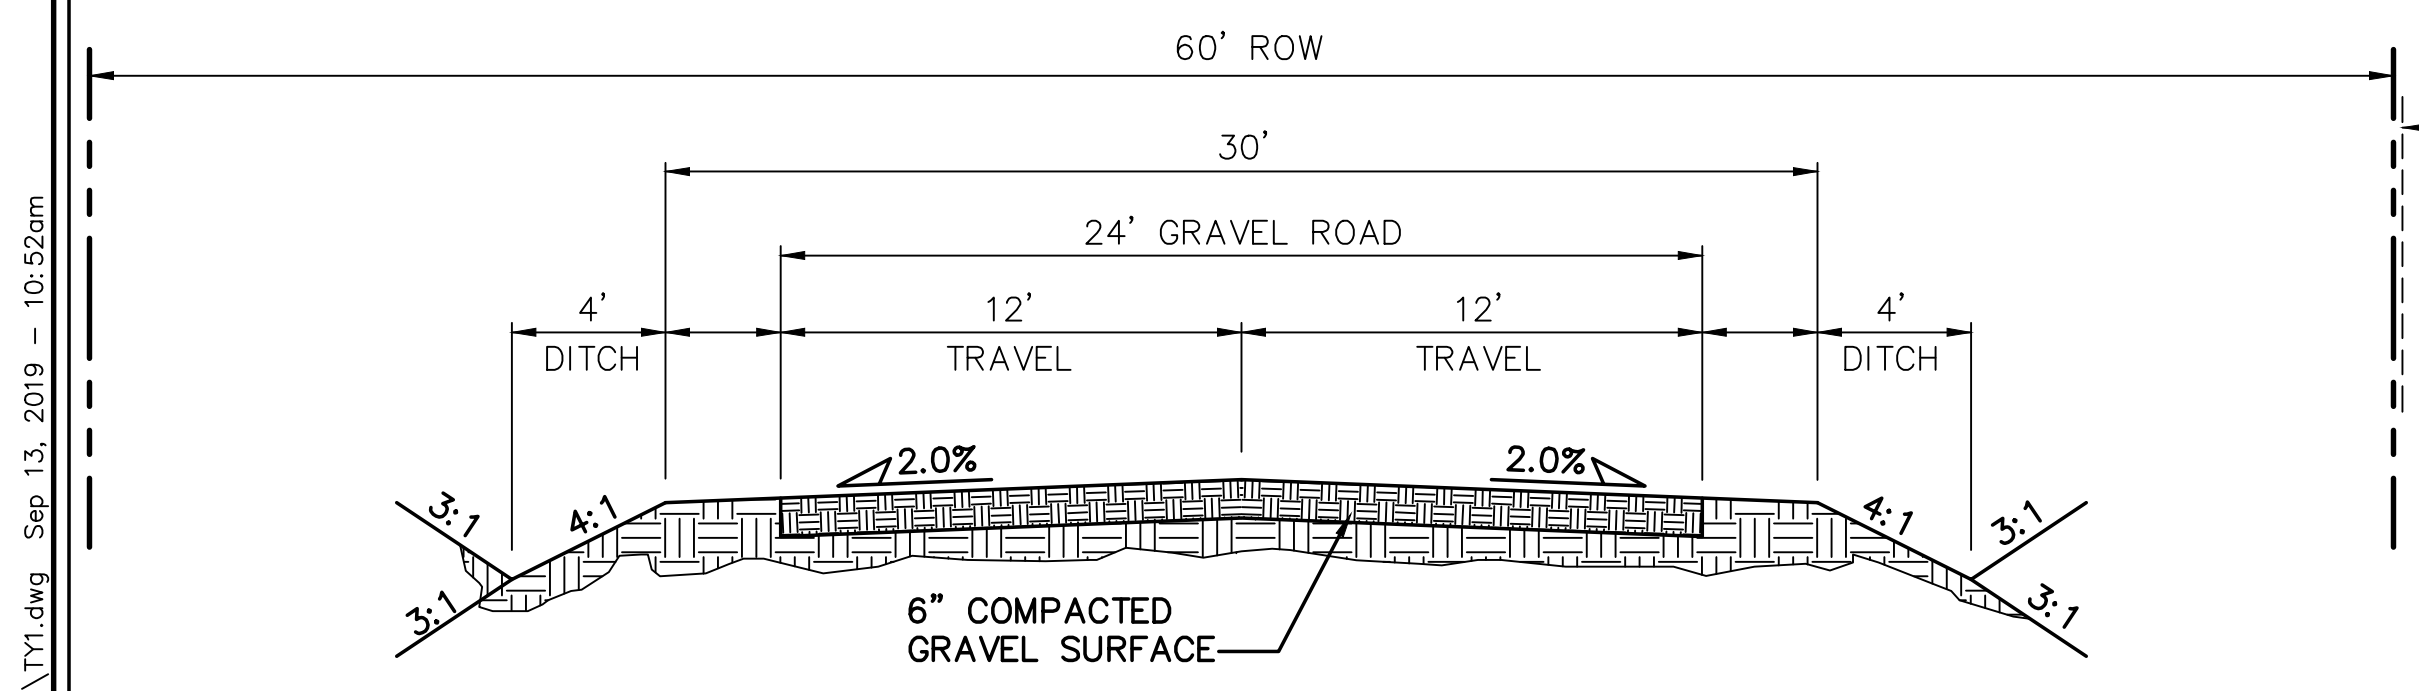 60' ROW
30'
24' GRAVEL ROAD
4' 12' 12' 4'
DITCH TRAVEL TRAVEL DITCH
2.0% 2.0%
3:1 4:1 4:1 3:1
3:1 3:1
6" COMPACTED
GRAVEL SURFACE
\TY1.dwg Sep 13, 2019 - 10:52am